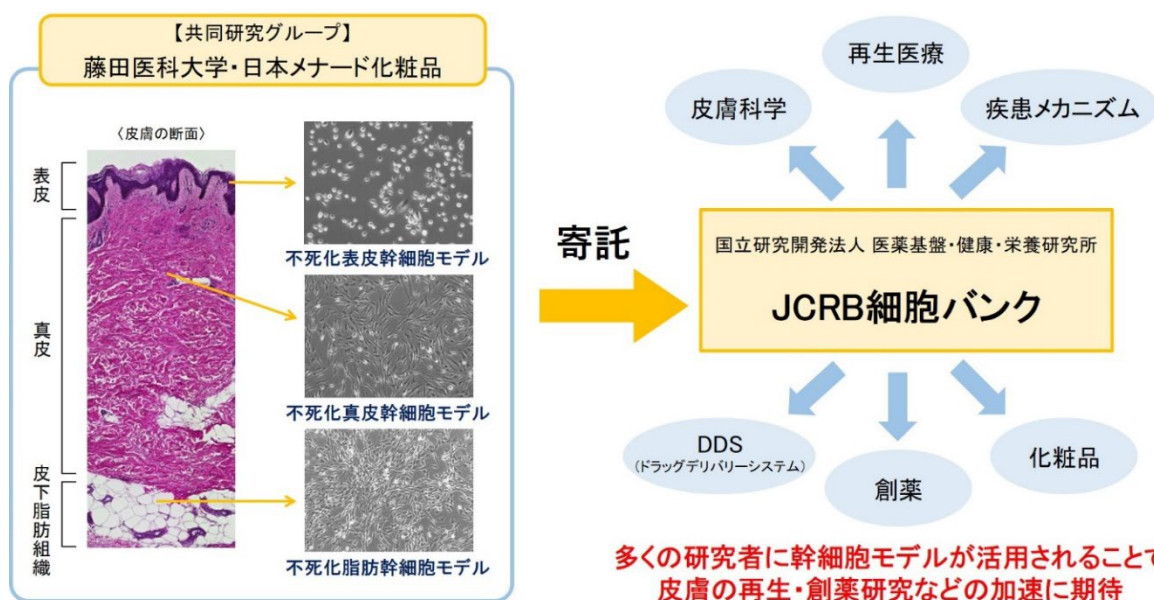 【共同研究グループ】
藤田医科大学・日本メナード化粧品
〈皮膚の断面〉
表皮
真皮
皮下脂肪組織
不死化表皮幹細胞モデル
不死化真皮幹細胞モデル
不死化脂肪幹細胞モデル
寄託
再生医療
皮膚科学
疾患メカニズム
国立研究開発法人 医薬基盤・健康・栄養研究所
JCRB細胞バンク
DDS
(ドラッグデリバリーシステム)
創薬
化粧品
多くの研究者に幹細胞モデルが活用されることで
皮膚の再生・創薬研究などの加速に期待